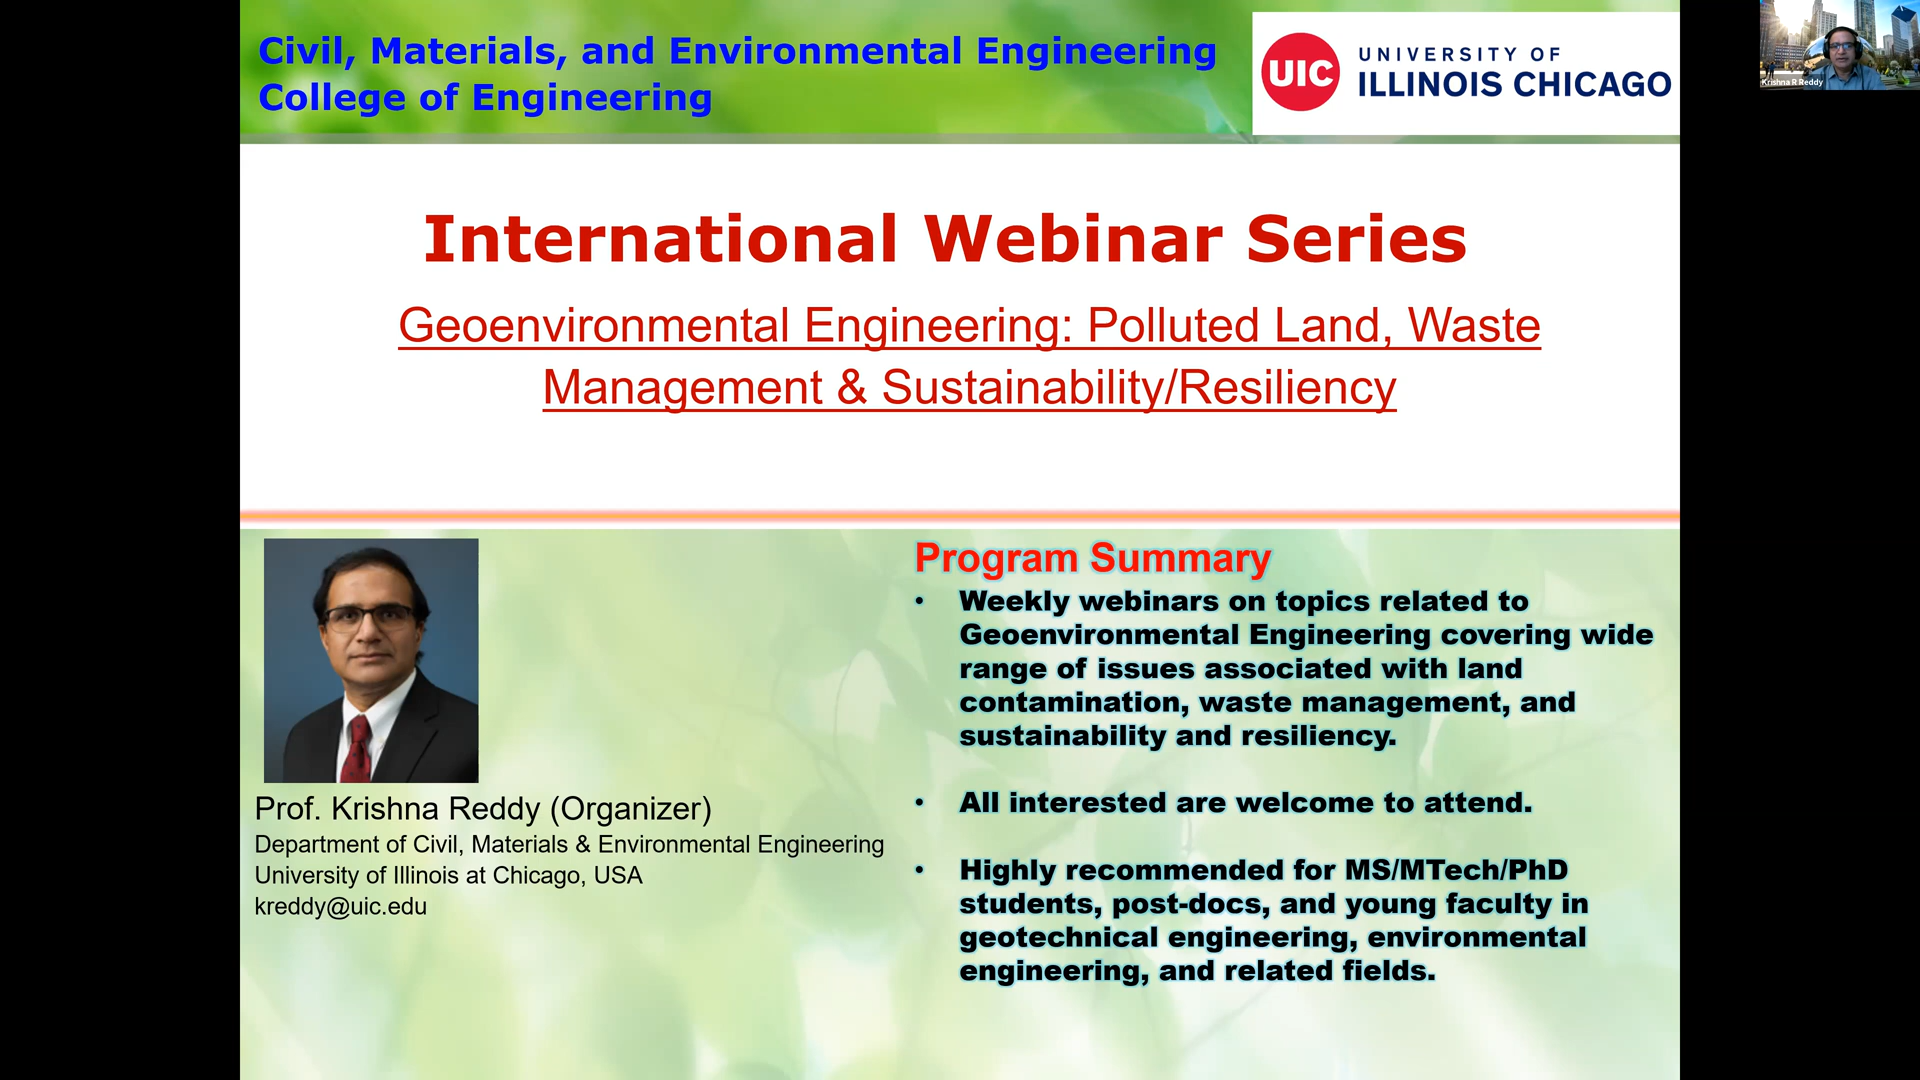 Civil, Materials, and Environmental Engineering
College of Engineering
UIC
UNIVERSITY OF
ILLINOIS CHICAGO
Krishna R Reddy
International Webinar Series
Geoenvironmental Engineering: Polluted Land, Waste
Management & Sustainability/Resiliency
Prof. Krishna Reddy (Organizer)
Department of Civil, Materials & Environmental Engineering
University of Illinois at Chicago, USA
kreddy@uic.edu
Program Summary
• Weekly webinars on topics related to
Geoenvironmental Engineering covering wide
range of issues associated with land
contamination, waste management, and
sustainability and resiliency.
• All interested are welcome to attend.
• Highly recommended for MS/MTech/PhD
students, post-docs, and young faculty in
geotechnical engineering, environmental
engineering, and related fields.